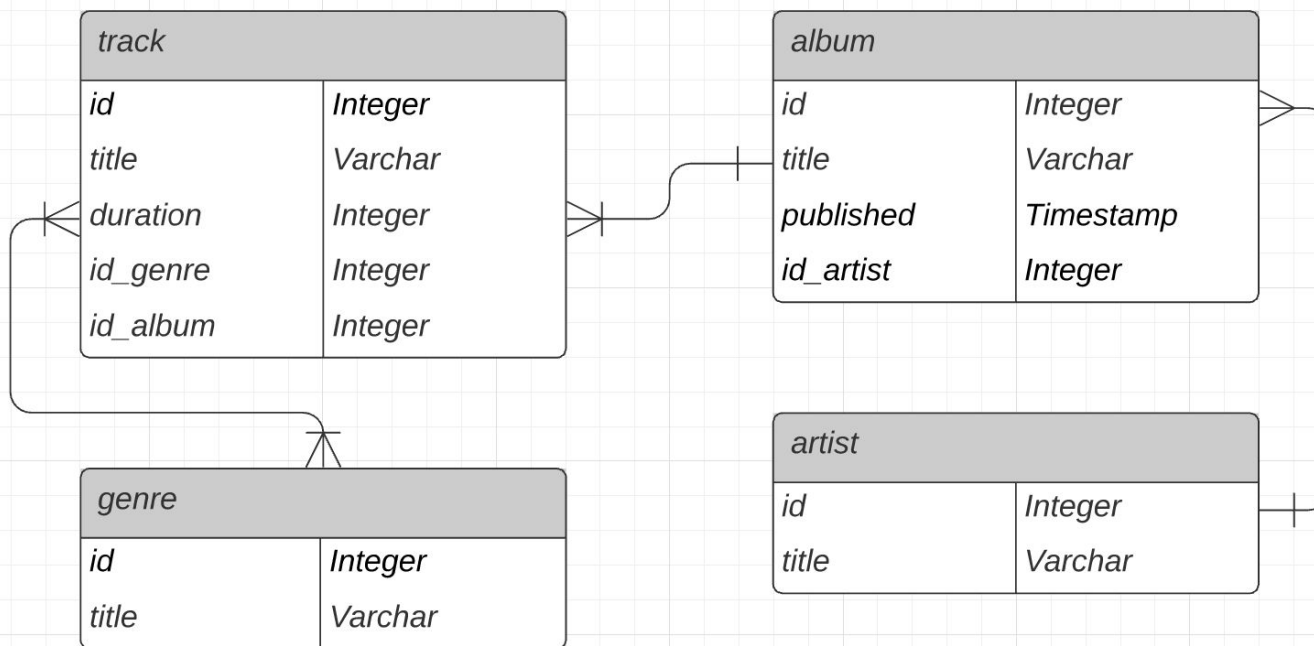 track
id Integer
title Varchar
duration Integer
id_genre Integer
id_album Integer
album
id Integer
title Varchar
published Timestamp
id_artist Integer
genre
id Integer
title Varchar
artist
id Integer
title Varchar